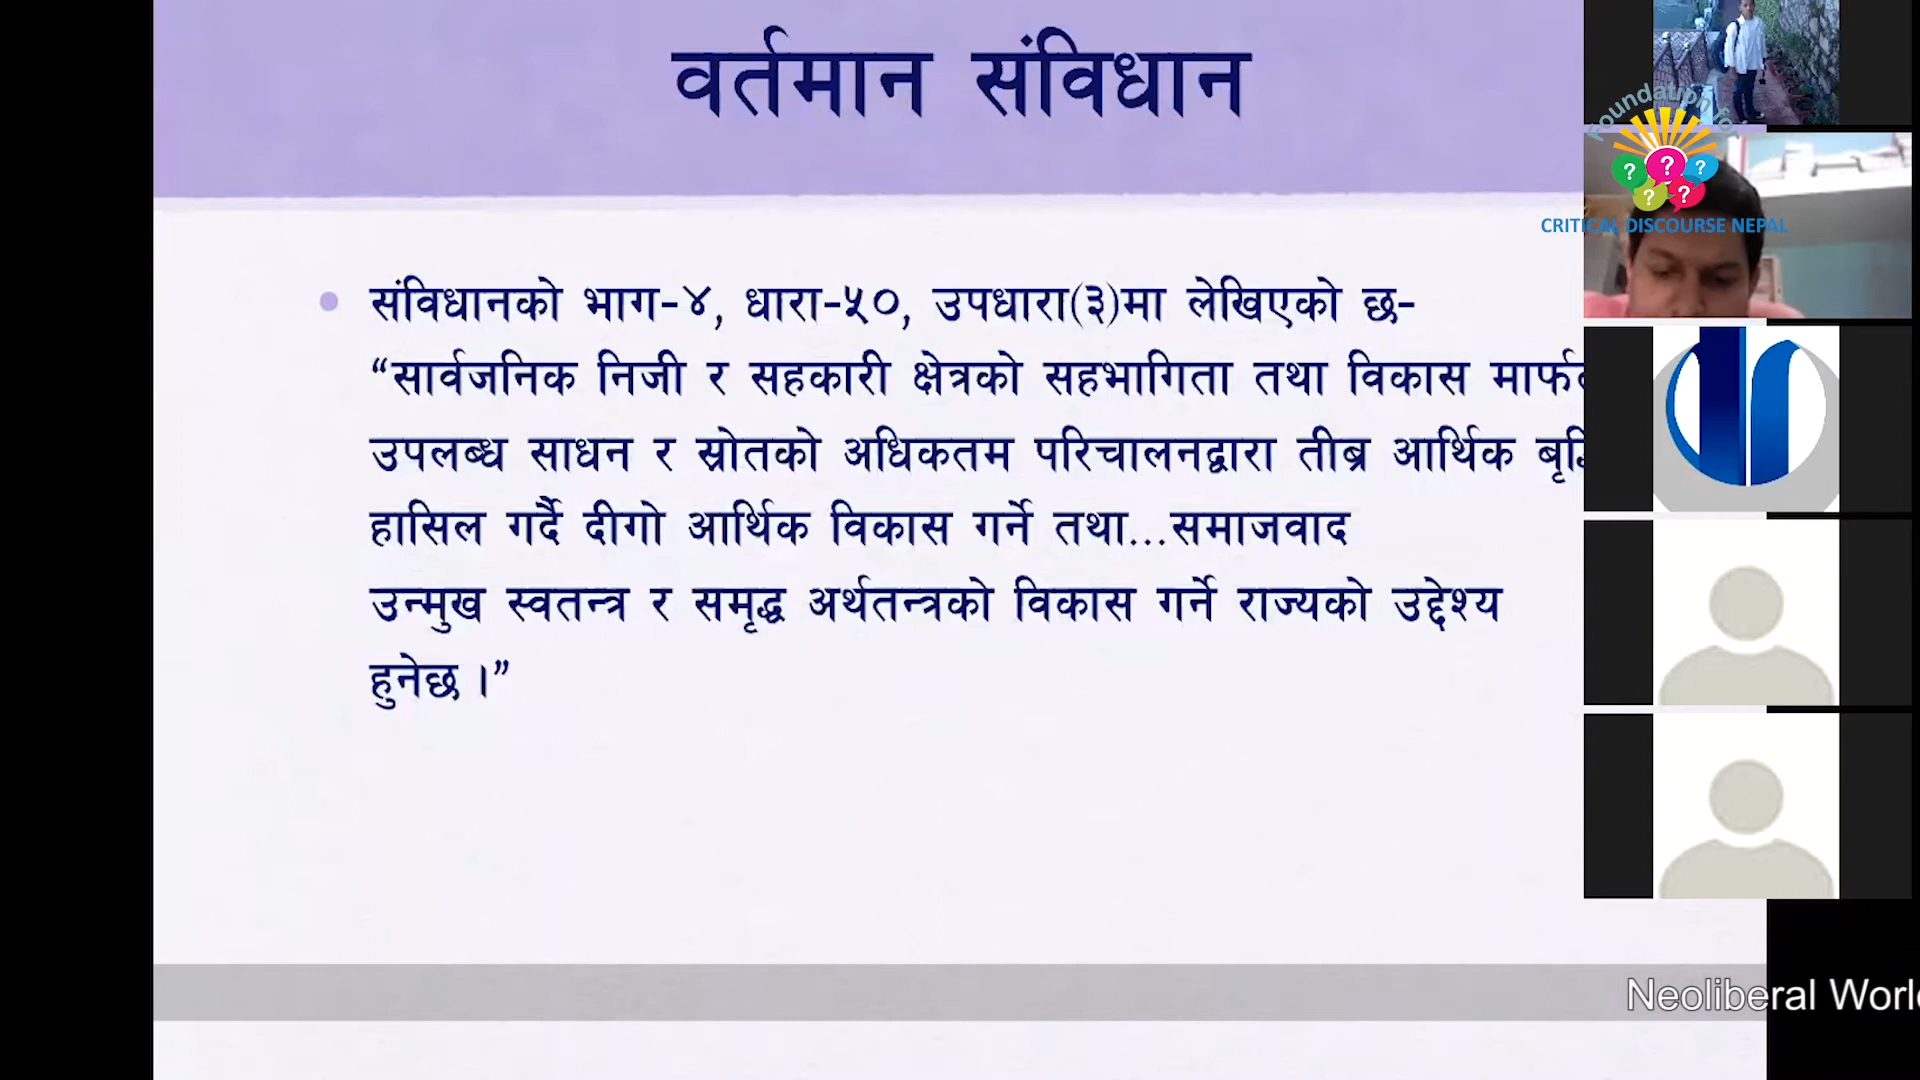 वर्तमान संविधान
संविधानको भाग-४, धारा-५०, उपधारा(३)मा लेखिएको छ-
“सार्वजनिक निजी र सहकारी क्षेत्रको सहभागिता तथा विकास
उपलब्ध साधन र स्रोतको अधिकतम परिचालनद्वारा तीब्र आर्थिक
हासिल गर्दै दीगो आर्थिक विकास गर्ने तथा...समाजवाद
उन्मुख स्वतन्त्र र समृद्ध अर्थतन्त्रको विकास गर्ने राज्यको उद्देश्य
हुनेछ ।”
Foundation for
CRITICAL DISCOURSE NEPAL
Neoliberal